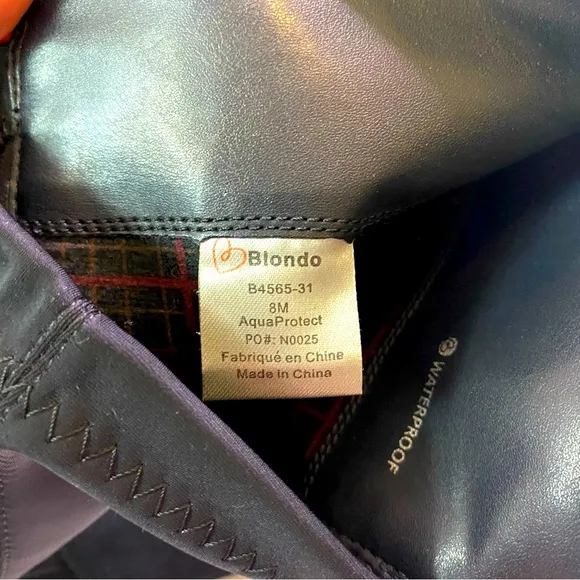 Blondo
B4565-31
8M
AquaProtect
PO#: N0025
Fabriqué en Chine
Made in China
WATERPROOF